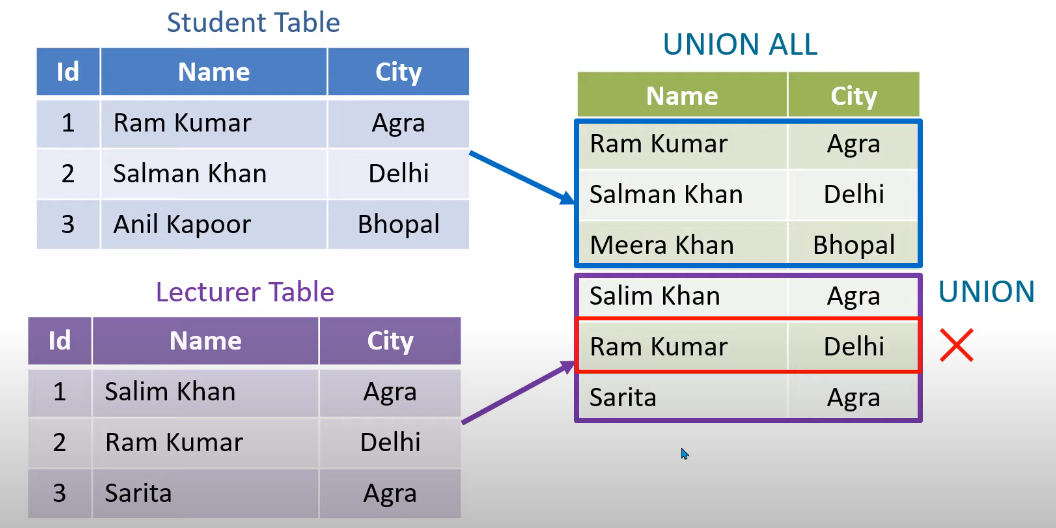 Student Table
Id Name City
1 Ram Kumar Agra
2 Salman Khan Delhi
3 Anil Kapoor Bhopal
Lecturer Table
Id Name City
1 Salim Khan Agra
2 Ram Kumar Delhi
3 Sarita Agra
UNION ALL
Name City
Ram Kumar Agra
Salman Khan Delhi
Meera Khan Bhopal
Salim Khan Agra
Ram Kumar Delhi
Sarita Agra
UNION